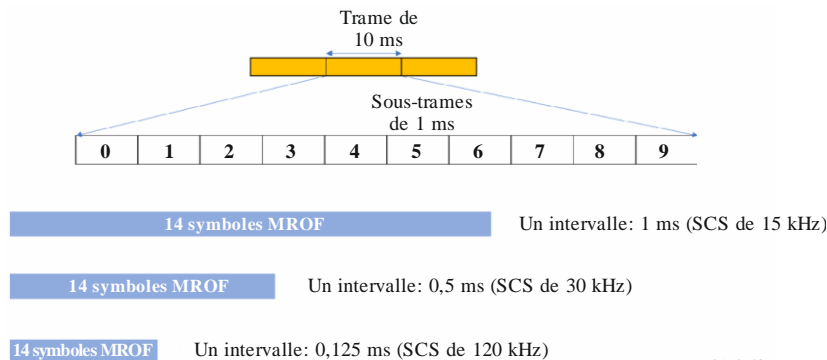 Trame de
10 ms
Sous-trames
de 1 ms
0 1 2 3 4 5 6 7 8 9
14 symboles MROF Un intervalle: 1 ms (SCS de 15 kHz)
14 symboles MROF Un intervalle: 0,5 ms (SCS de 30 kHz)
14 symboles MROF Un intervalle: 0,125 ms (SCS de 120 kHz)